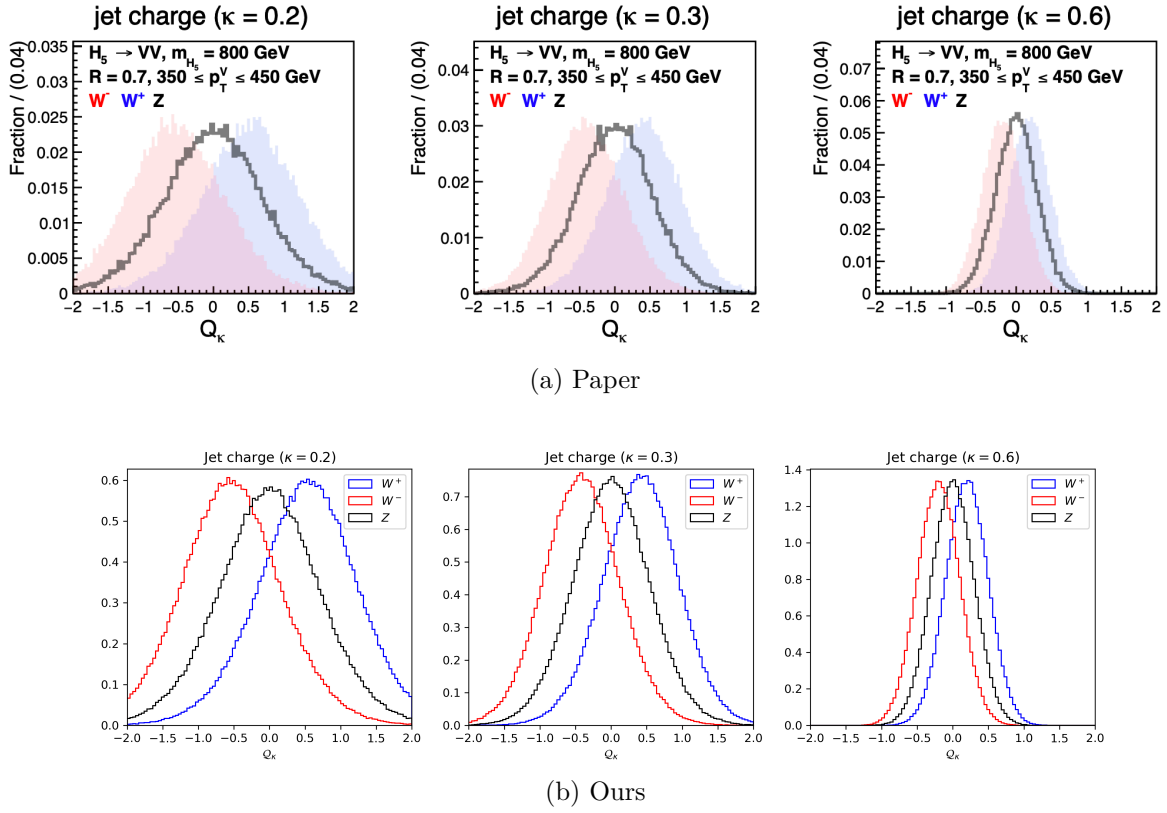 jet charge (κ = 0.2)
Fraction / (0.04)
0.035
0.03
0.025
0.02
0.015
0.01
0.005
0
H₅ → VV, m_H₅ = 800 GeV
R = 0.7, 350 ≤ p_T^V ≤ 450 GeV
W⁻ W⁺ Z
−2 −1.5 −1 −0.5 0 0.5 1 1.5 2
Q_κ
jet charge (κ = 0.3)
Fraction / (0.04)
0.04
0.03
0.02
0.01
0
H₅ → VV, m_H₅ = 800 GeV
R = 0.7, 350 ≤ p_T^V ≤ 450 GeV
W⁻ W⁺ Z
−2 −1.5 −1 −0.5 0 0.5 1 1.5 2
Q_κ
jet charge (κ = 0.6)
Fraction / (0.04)
0.07
0.06
0.05
0.04
0.03
0.02
0.01
0
H₅ → VV, m_H₅ = 800 GeV
R = 0.7, 350 ≤ p_T^V ≤ 450 GeV
W⁻ W⁺ Z
−2 −1.5 −1 −0.5 0 0.5 1 1.5 2
Q_κ
(a) Paper
Jet charge (κ = 0.2)
0.6
0.5
0.4
0.3
0.2
0.1
0.0
W⁺
W⁻
Z
−2.0 −1.5 −1.0 −0.5 0.0 0.5 1.0 1.5 2.0
Q_κ
Jet charge (κ = 0.3)
0.7
0.6
0.5
0.4
0.3
0.2
0.1
0.0
W⁺
W⁻
Z
−2.0 −1.5 −1.0 −0.5 0.0 0.5 1.0 1.5 2.0
Q_κ
Jet charge (κ = 0.6)
1.4
1.2
1.0
0.8
0.6
0.4
0.2
0.0
W⁺
W⁻
Z
−2.0 −1.5 −1.0 −0.5 0.0 0.5 1.0 1.5 2.0
Q_κ
(b) Ours